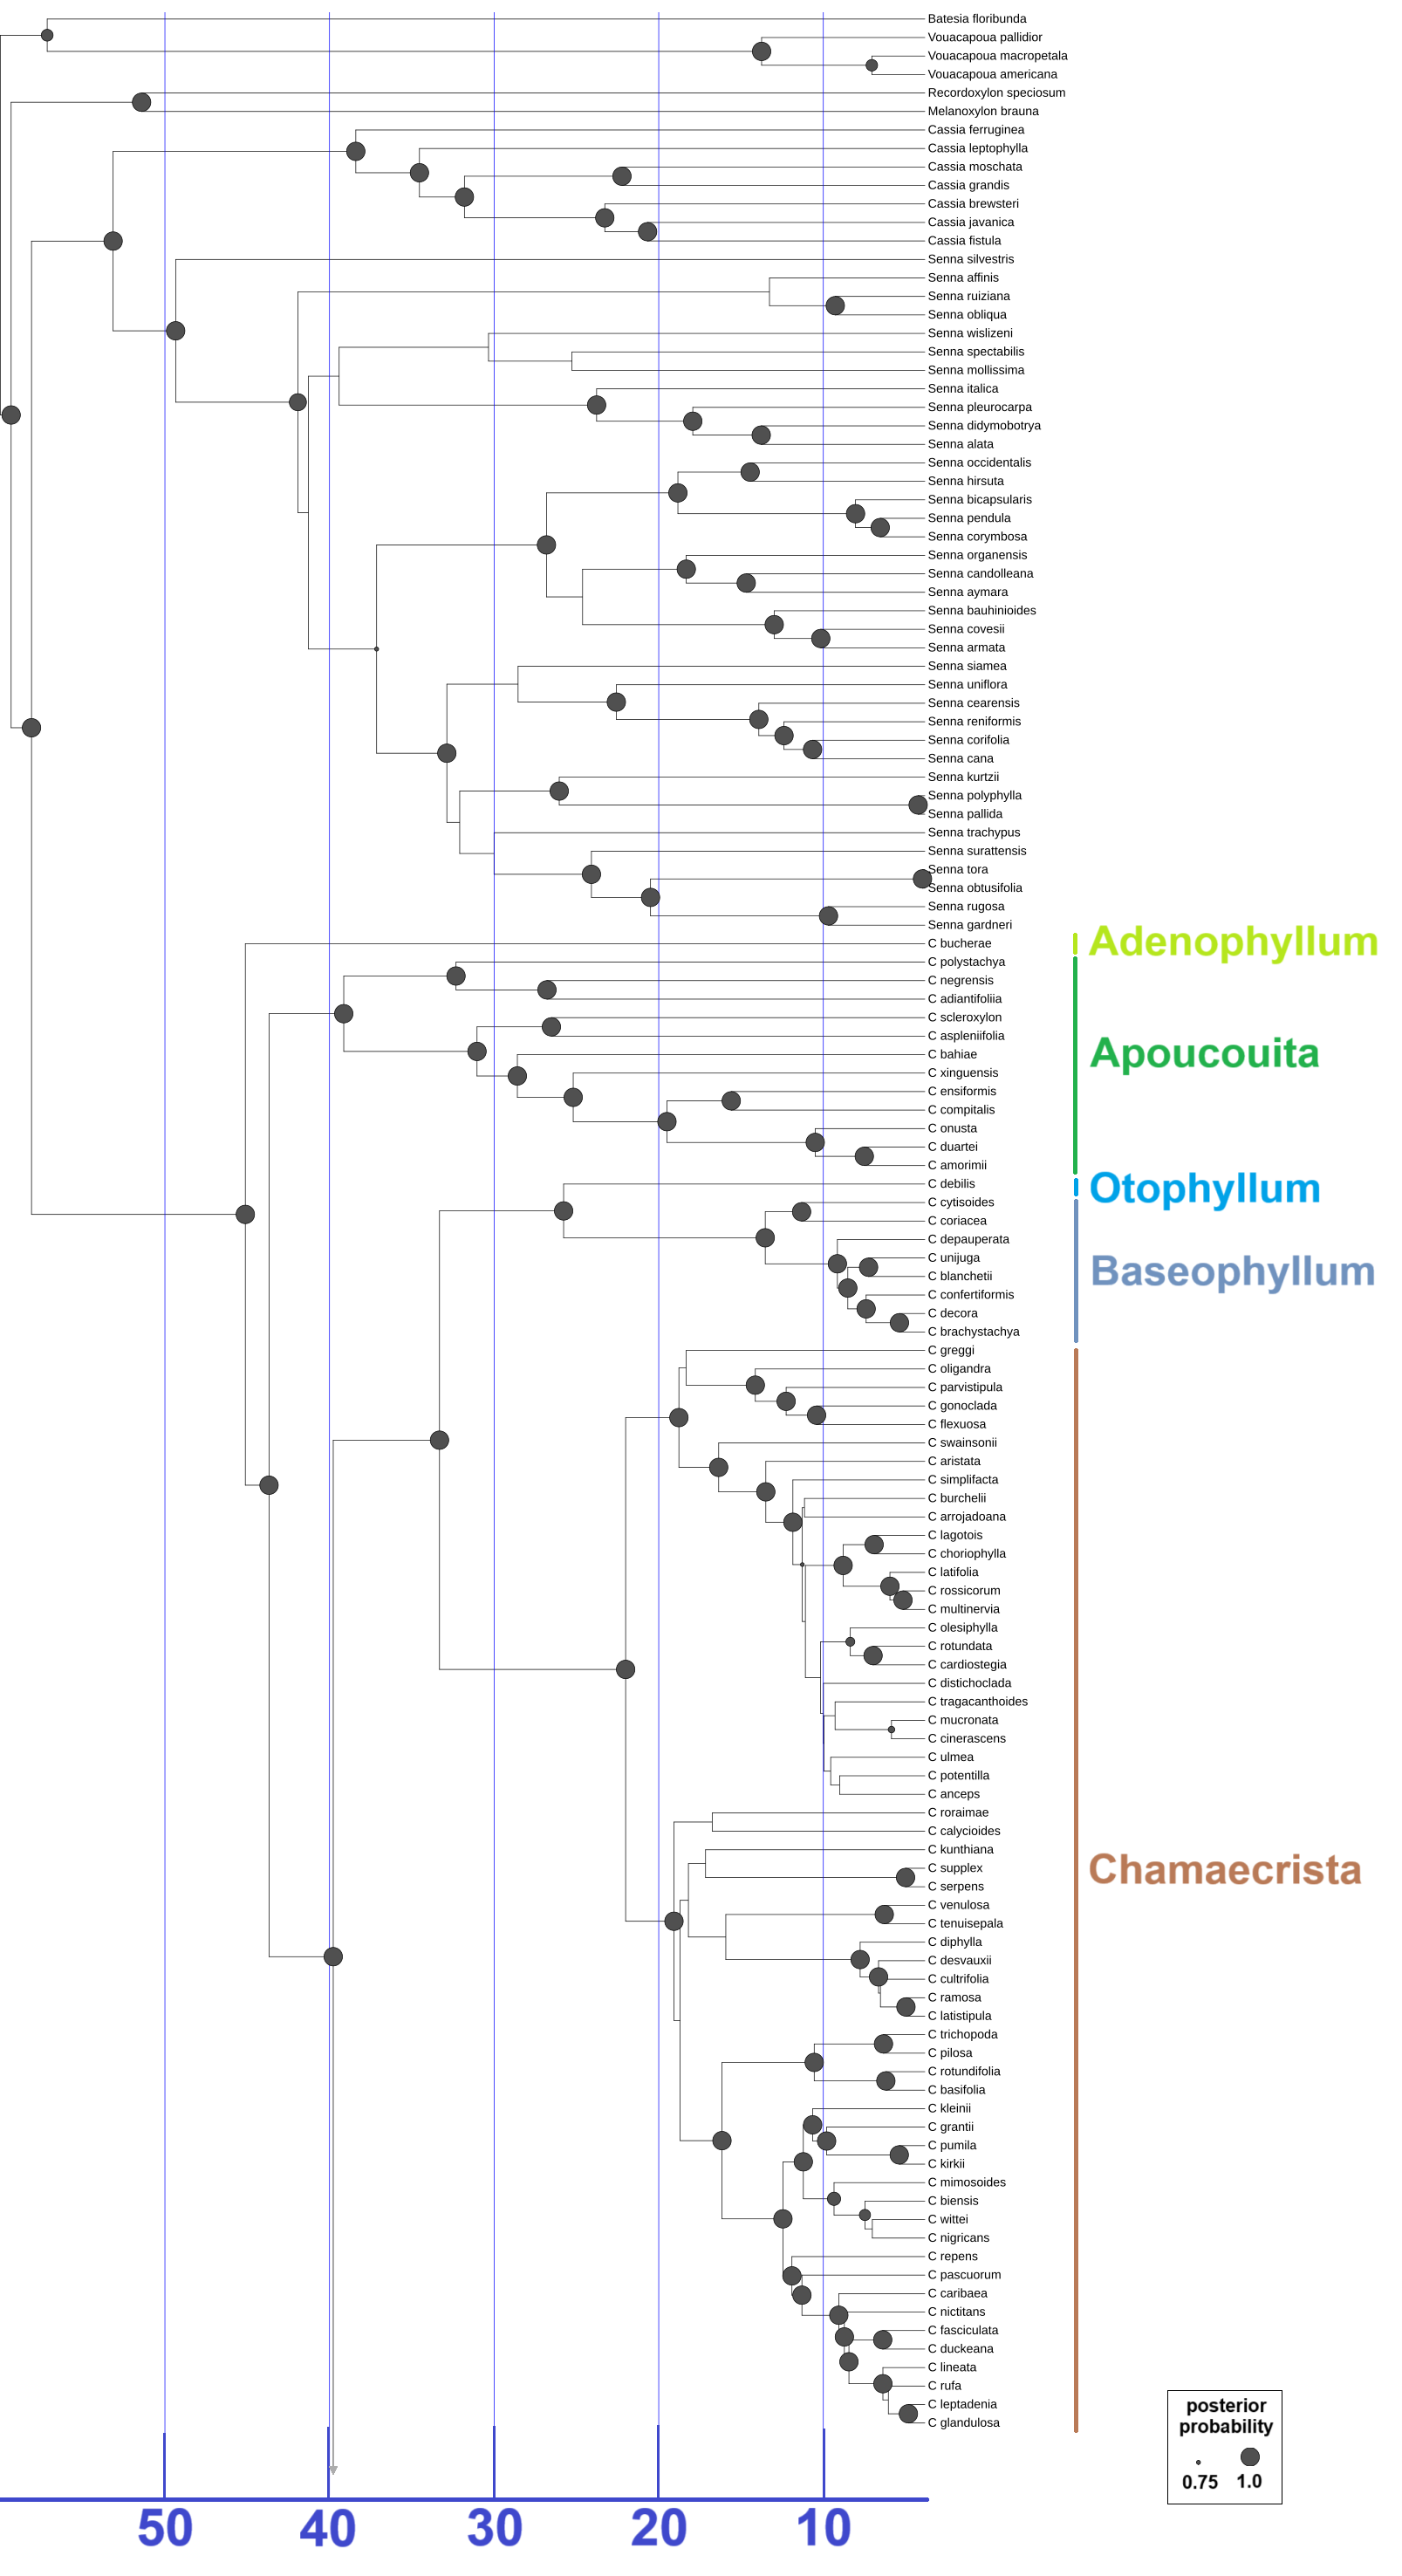 Batesia floribunda
Vouacapoua pallidior
Vouacapoua macropetala
Vouacapoua americana
Recordoxylon speciosum
Melanoxylon brauna
Cassia ferruginea
Cassia leptophylla
Cassia moschata
Cassia grandis
Cassia brewsteri
Cassia javanica
Cassia fistula
Senna silvestris
Senna affinis
Senna ruiziana
Senna obliqua
Senna wislizeni
Senna spectabilis
Senna mollissima
Senna italica
Senna pleurocarpa
Senna didymobotrya
Senna alata
Senna occidentalis
Senna hirsuta
Senna bicapsularis
Senna pendula
Senna corymbosa
Senna organensis
Senna candolleana
Senna aymara
Senna bauhinioides
Senna covesii
Senna armata
Senna siamea
Senna uniflora
Senna cearensis
Senna reniformis
Senna corifolia
Senna cana
Senna kurtzii
Senna polyphylla
Senna pallida
Senna trachypus
Senna surattensis
Senna tora
Senna obtusifolia
Senna rugosa
Senna gardneri
C bucherae
Adenophyllum
C polystachya
C negrensis
C adiantifoliia
C scleroxylon
C aspleniifolia
C bahiae
Apoucouita
C xinguensis
C ensiformis
C compitalis
C onusta
C duartei
C amorimii
C debilis
Otophyllum
C cytisoides
C coriacea
C depauperata
C unijuga
C blanchetii
Baseophyllum
C confertiformis
C decora
C brachystachya
C greggi
C oligandra
C parvistipula
C gonoclada
C flexuosa
C swainsonii
C aristata
C simplifacta
C burchelii
C arrojadoana
C lagotois
C choriophylla
C latifolia
C rossicorum
C multinervia
C olesiphylla
C rotundata
C cardiostegia
C distichoclada
C tragacanthoides
C mucronata
C cinerascens
C ulmea
C potentilla
C anceps
C roraimae
C calycioides
C kunthiana
C supplex
Chamaecrista
C serpens
C venulosa
C tenuisepala
C diphylla
C desvauxii
C cultrifolia
C ramosa
C latistipula
C trichopoda
C pilosa
C rotundifolia
C basifolia
C kleinii
C grantii
C pumila
C kirkii
C mimosoides
C biensis
C wittei
C nigricans
C repens
C pascuorum
C caribaea
C nictitans
C fasciculata
C duckeana
C lineata
C rufa
C leptadenia
C glandulosa
posterior
probability
0.75 1.0
50 40 30 20 10